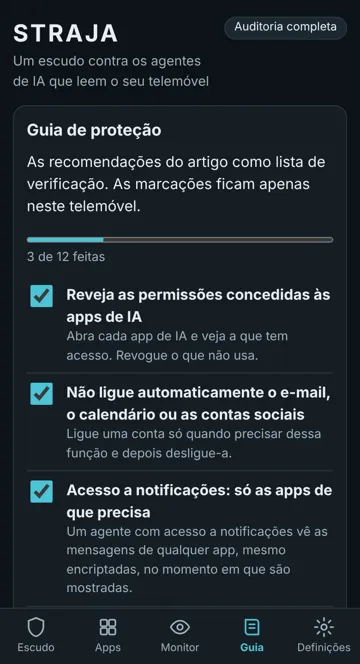 STRAJA
Auditoria completa
Um escudo contra os agentes
de IA que leem o seu telemóvel
Guia de proteção
As recomendações do artigo como lista de
verificação. As marcações ficam apenas
neste telemóvel.
3 de 12 feitas
Reveja as permissões concedidas às
apps de IA
Abra cada app de IA e veja a que tem
acesso. Revogue o que não usa.
Não ligue automaticamente o e-mail,
o calendário ou as contas sociais
Ligue uma conta só quando precisar dessa
função e depois desligue-a.
Acesso a notificações: só as apps de
que precisa
Um agente com acesso a notificações vê as
mensagens de qualquer app, mesmo
encriptadas, no momento em que são
mostradas.
Escudo
Apps
Monitor
Guia
Definições